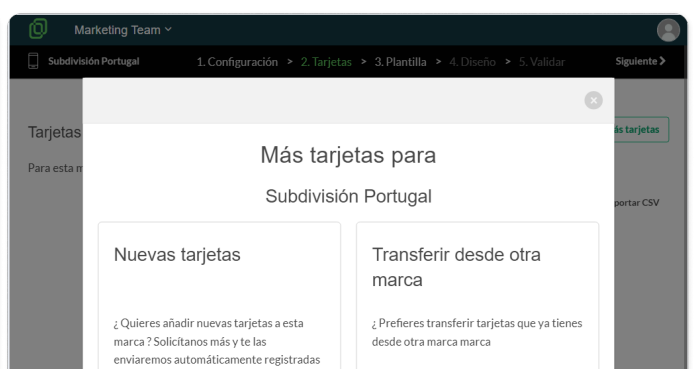 Marketing Team
Subdivisión Portugal 1. Configuración > 2. Tarjetas > 3. Plantilla > 4. Diseño > 5. Validar Siguiente >
Tarjetas
ás tarjetas
Para esta m
portar CSV
Más tarjetas para
Subdivisión Portugal
Nuevas tarjetas
¿ Quieres añadir nuevas tarjetas a esta
marca ? Solicítanos más y te las
enviaremos automáticamente registradas
Transferir desde otra
marca
¿ Prefieres transferir tarjetas que ya tienes
desde otra marca marca